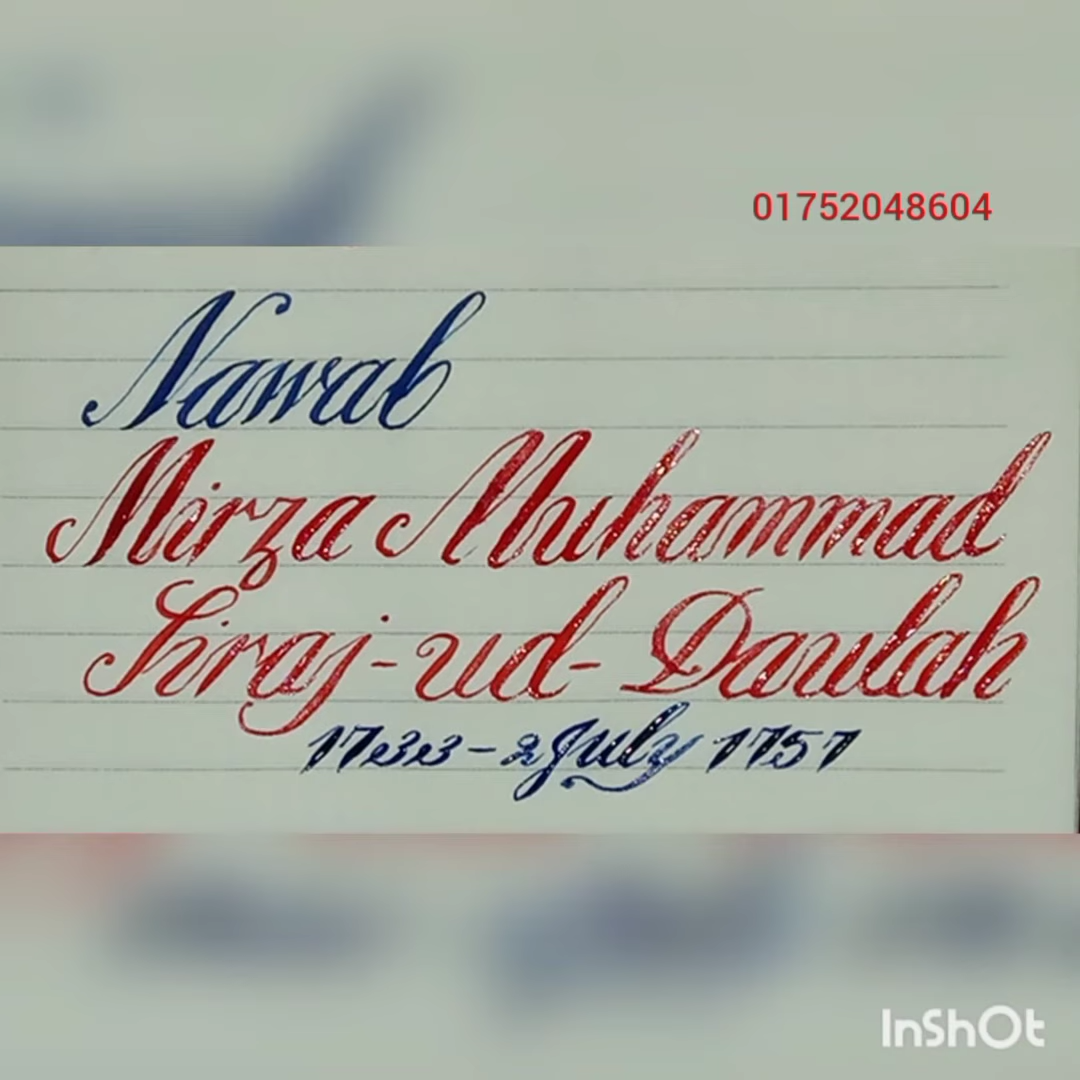 01752048604
Nawab
Mirza Muhammad
Siraj-ud-Daulah
1733-2 July 1757
InShOt